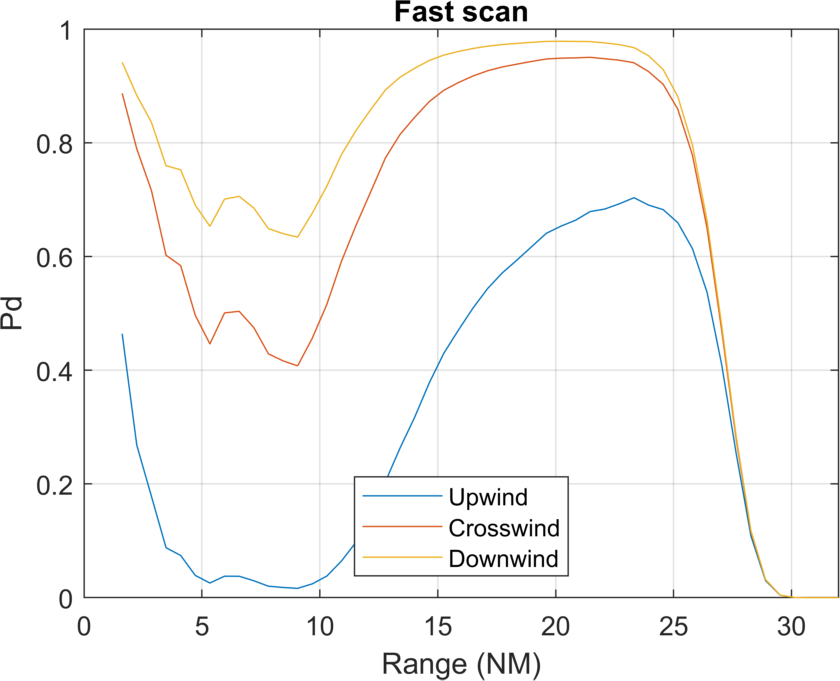 Fast scan
1
0.8
0.6
0.4
0.2
0
Pd
Upwind
Crosswind
Downwind
0 5 10 15 20 25 30
Range (NM)